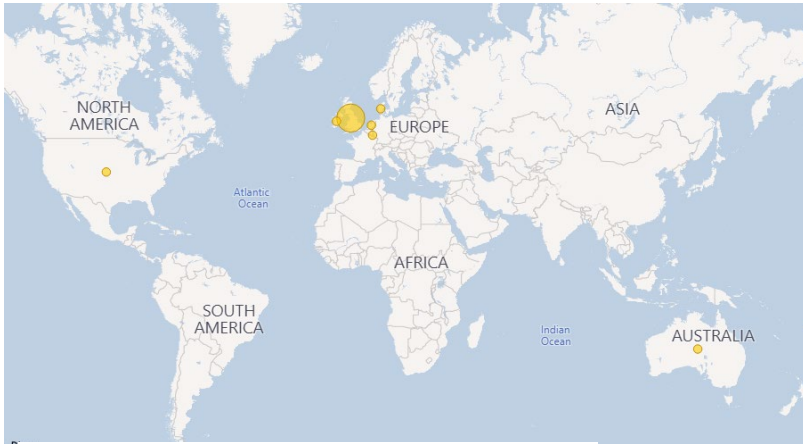 NORTH
AMERICA
EUROPE
ASIA
Atlantic
Ocean
AFRICA
SOUTH
AMERICA
Indian
Ocean
AUSTRALIA